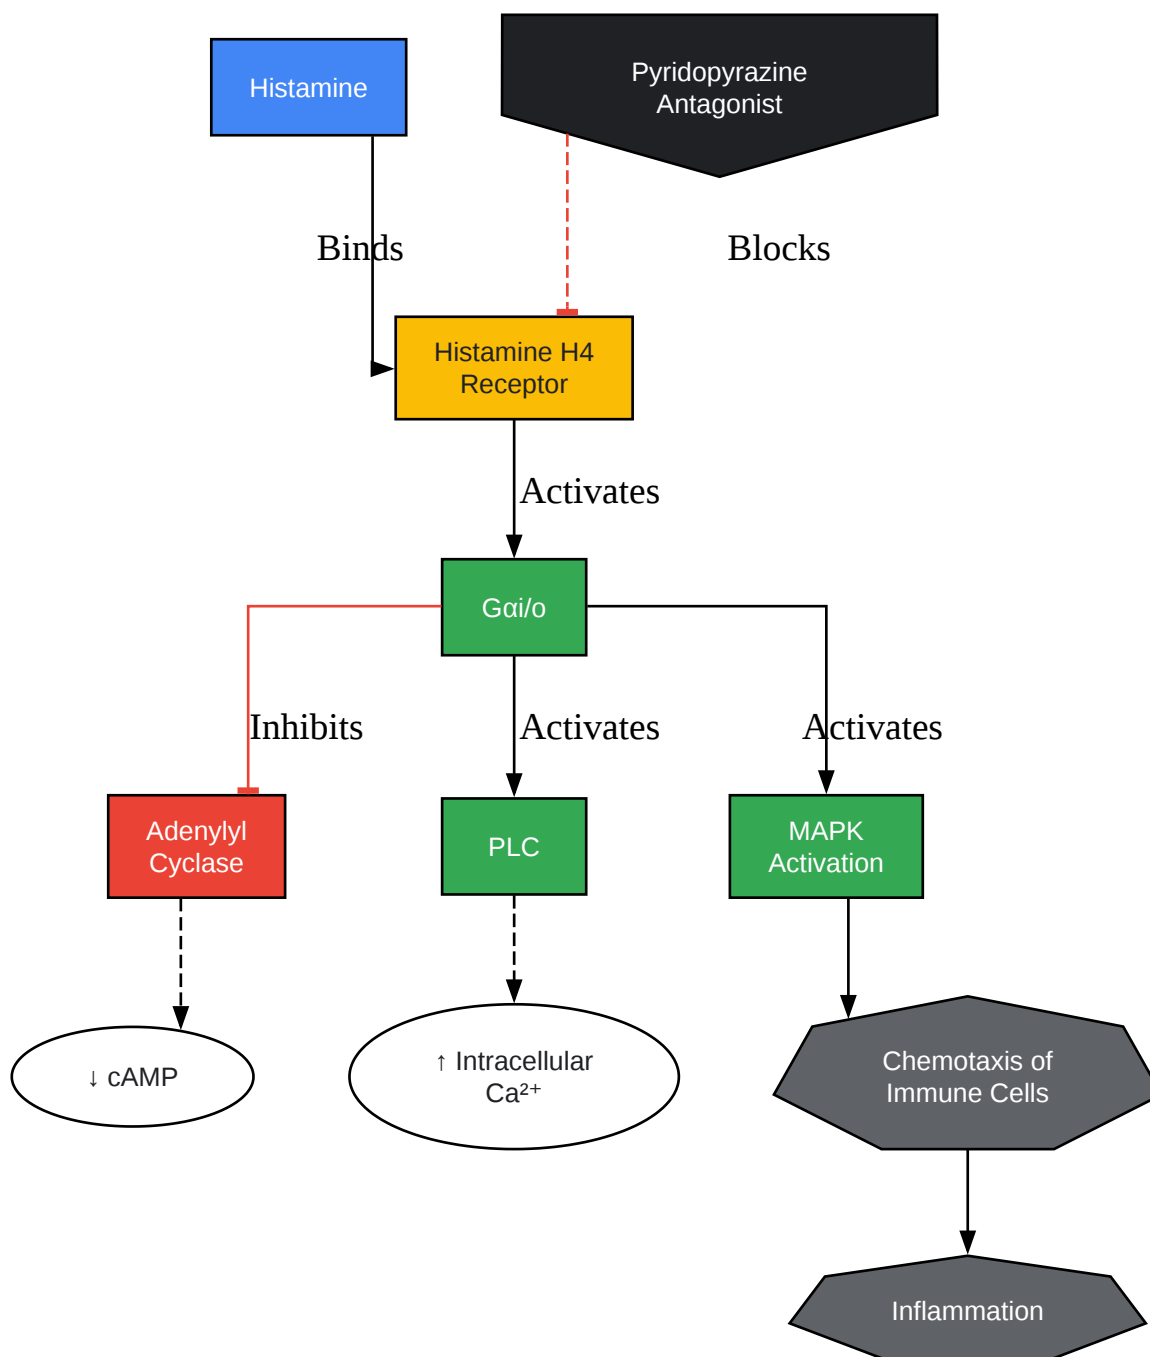 Histamine
Pyridopyrazine
Antagonist
Binds
Blocks
Histamine H4
Receptor
Activates
Gαi/o
Inhibits
Activates
Activates
Adenylyl
Cyclase
PLC
MAPK
Activation
↓ cAMP
↑ Intracellular
Ca²⁺
Chemotaxis of
Immune Cells
Inflammation